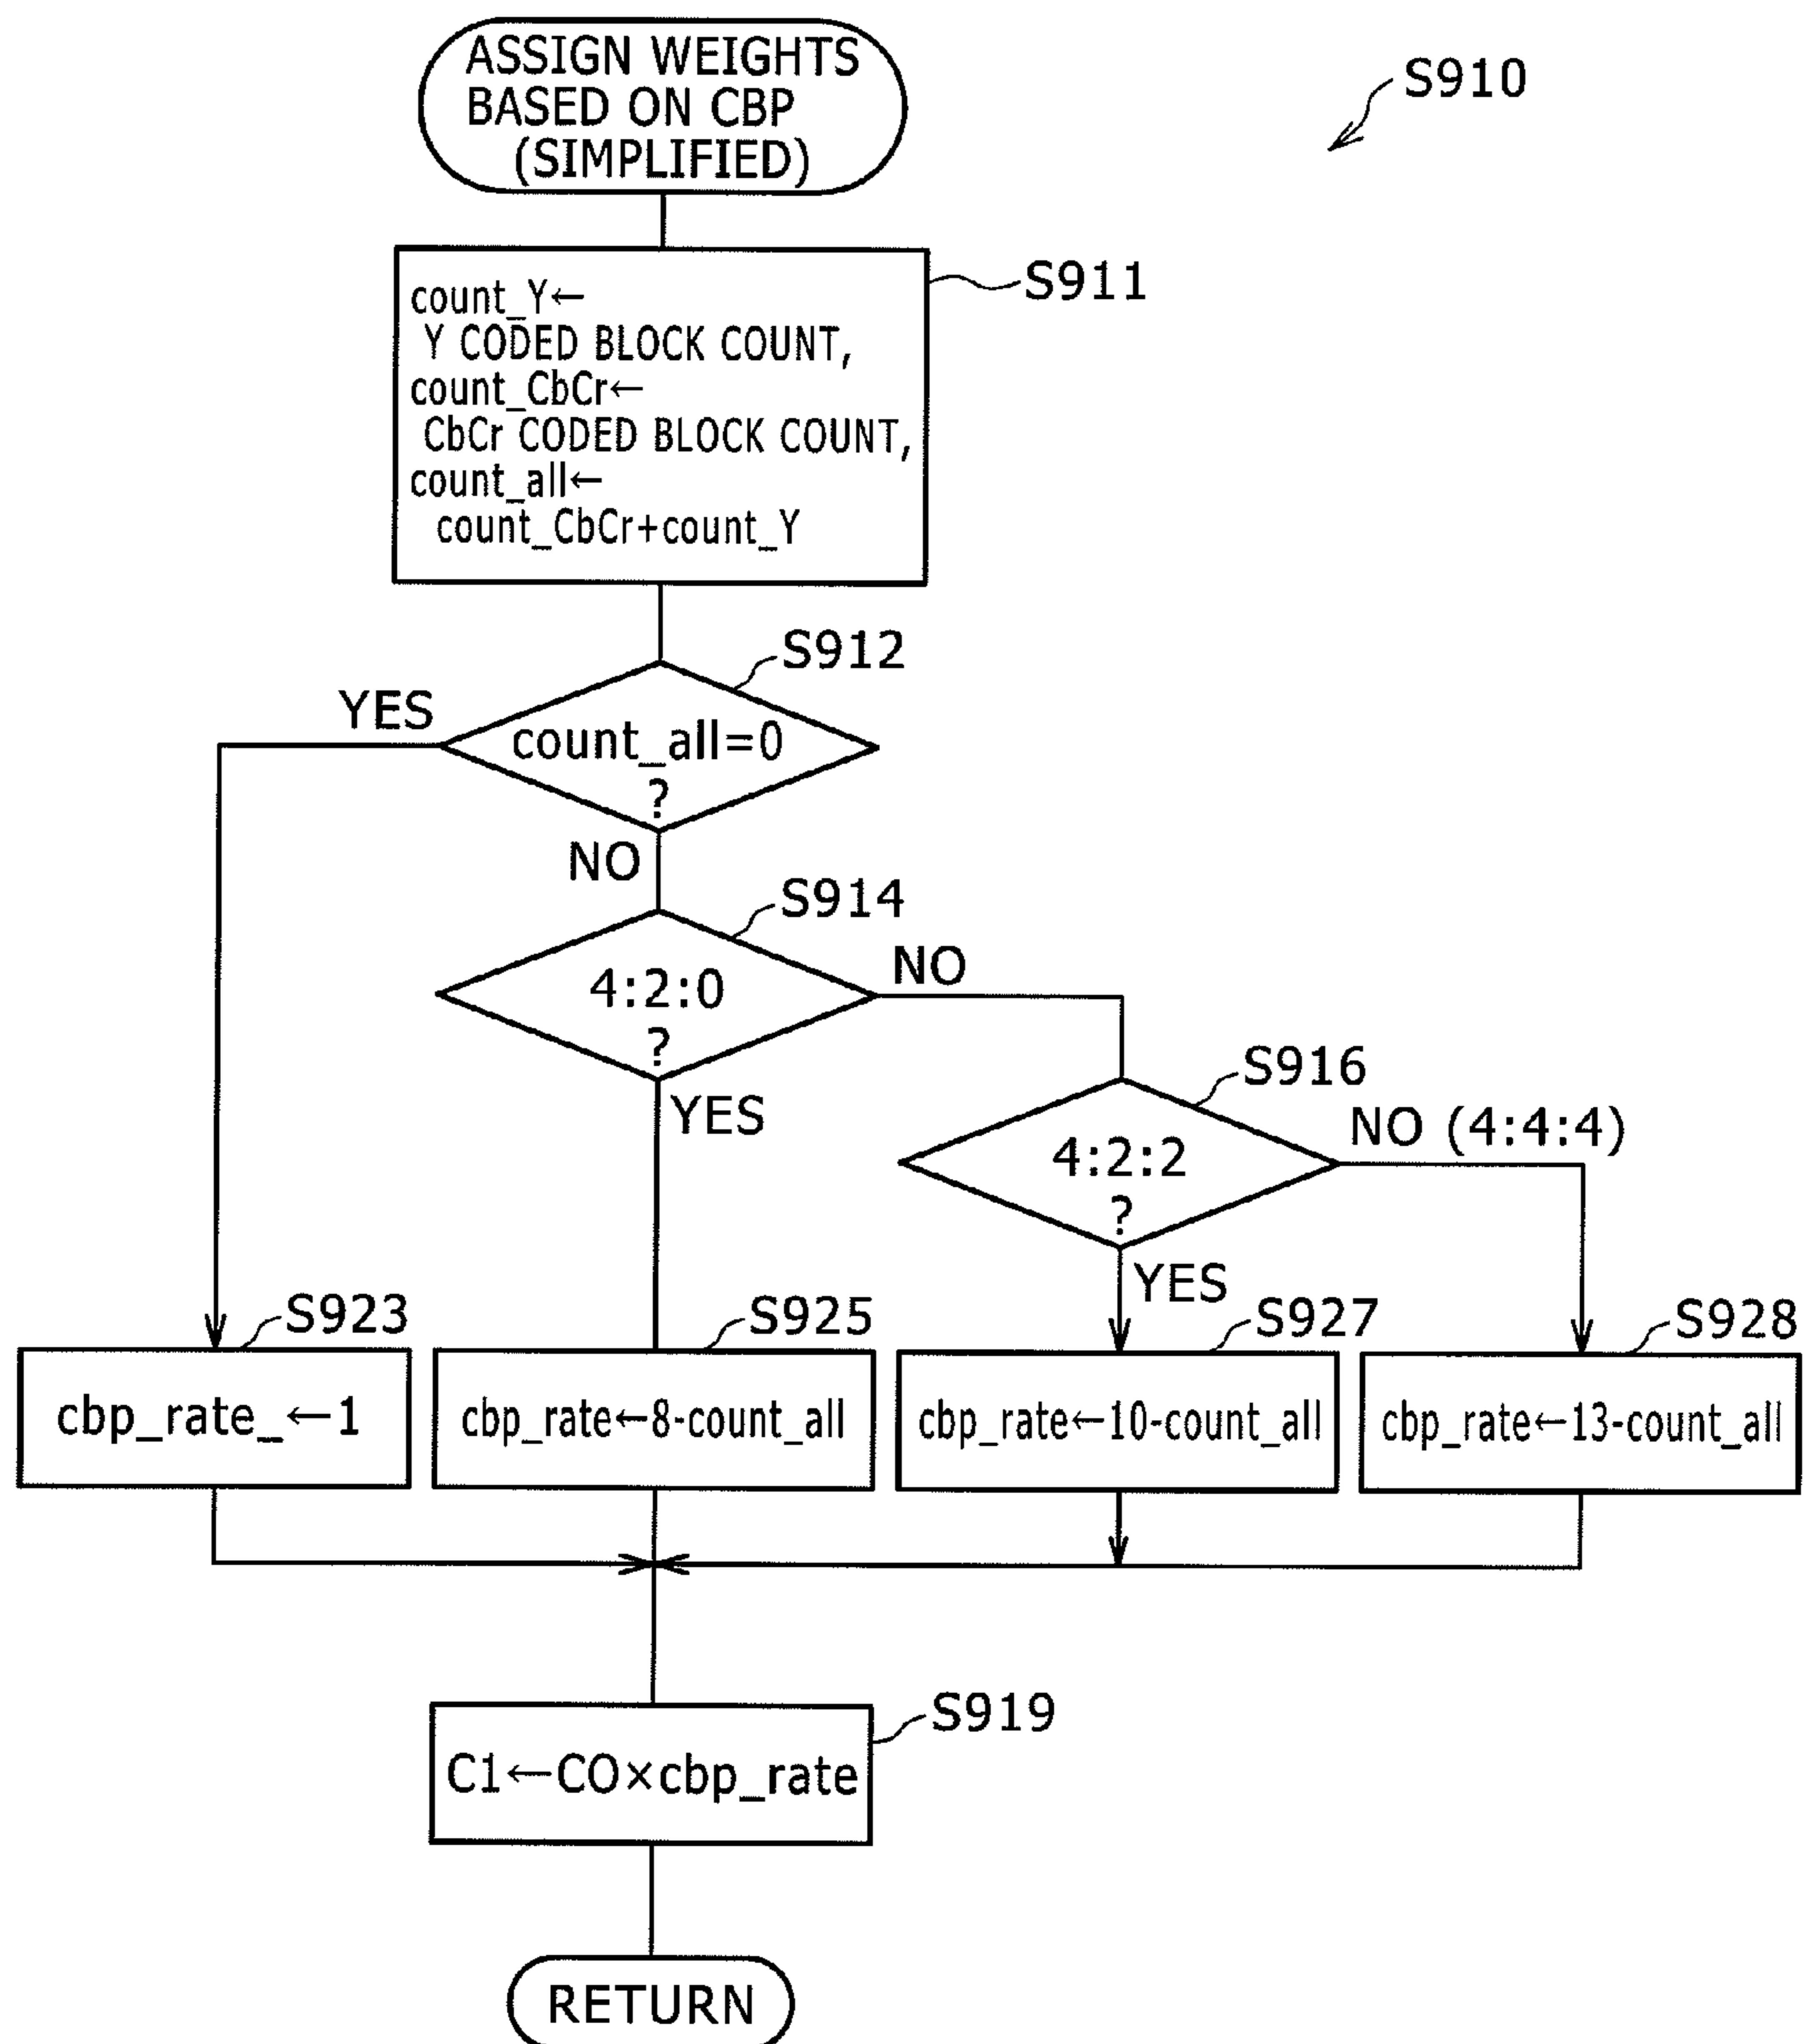 ASSIGN WEIGHTS
BASED ON CBP
(SIMPLIFIED)
S910
S911
count_Y←
Y CODED BLOCK COUNT,
count_CbCr←
CbCr CODED BLOCK COUNT,
count_all←
count_CbCr+count_Y
S912
YES
count_all=0
?
NO
S914
4:2:0
?
NO
YES
S916
4:2:2
?
NO (4:4:4)
YES
S923
cbp_rate_←1
S925
cbp_rate←8-count_all
S927
cbp_rate←10-count_all
S928
cbp_rate←13-count_all
S919
C1←CO×cbp_rate
RETURN